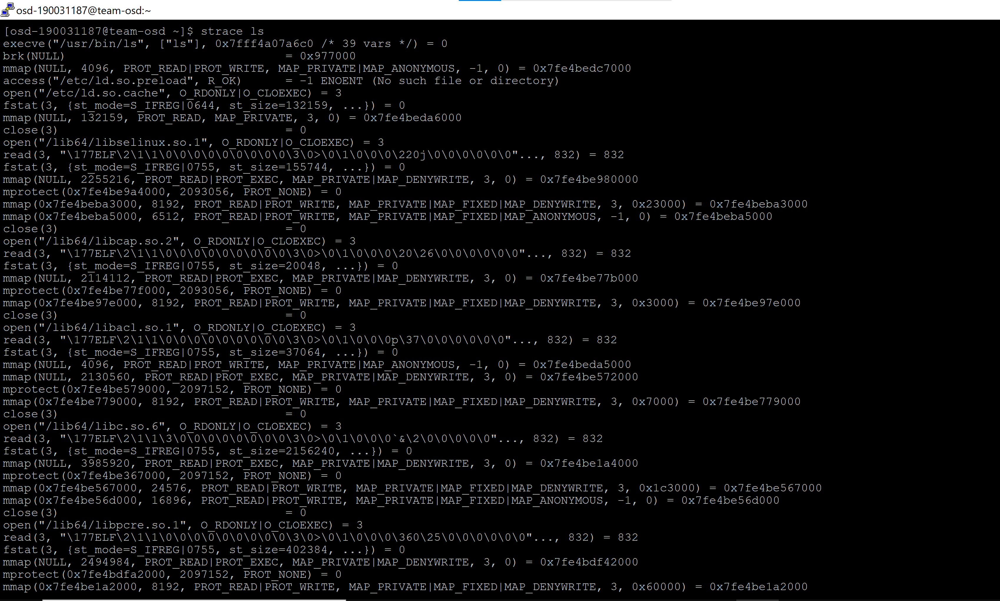 osd-190031187@team-osd:~
[osd-190031187@team-osd ~]$ strace ls
execve("/usr/bin/ls", ["ls"], 0x7fff4a07a6c0 /* 39 vars */) = 0
brk(NULL)                               = 0x977000
mmap(NULL, 4096, PROT_READ|PROT_WRITE, MAP_PRIVATE|MAP_ANONYMOUS, -1, 0) = 0x7fe4bedc7000
access("/etc/ld.so.preload", R_OK)      = -1 ENOENT (No such file or directory)
open("/etc/ld.so.cache", O_RDONLY|O_CLOEXEC) = 3
fstat(3, {st_mode=S_IFREG|0644, st_size=132159, ...}) = 0
mmap(NULL, 132159, PROT_READ, MAP_PRIVATE, 3, 0) = 0x7fe4beda6000
close(3)                                = 0
open("/lib64/libselinux.so.1", O_RDONLY|O_CLOEXEC) = 3
read(3, "\177ELF\2\1\1\0\0\0\0\0\0\0\0\0\3\0>\0\1\0\0\0\220j\0\0\0\0\0\0"..., 832) = 832
fstat(3, {st_mode=S_IFREG|0755, st_size=155744, ...}) = 0
mmap(NULL, 2255216, PROT_READ|PROT_EXEC, MAP_PRIVATE|MAP_DENYWRITE, 3, 0) = 0x7fe4be980000
mprotect(0x7fe4be9a4000, 2093056, PROT_NONE) = 0
mmap(0x7fe4beba3000, 8192, PROT_READ|PROT_WRITE, MAP_PRIVATE|MAP_FIXED|MAP_DENYWRITE, 3, 0x23000) = 0x7fe4beba3000
mmap(0x7fe4beba5000, 6512, PROT_READ|PROT_WRITE, MAP_PRIVATE|MAP_FIXED|MAP_ANONYMOUS, -1, 0) = 0x7fe4beba5000
close(3)                                = 0
open("/lib64/libcap.so.2", O_RDONLY|O_CLOEXEC) = 3
read(3, "\177ELF\2\1\1\0\0\0\0\0\0\0\0\0\3\0>\0\1\0\0\0\20\26\0\0\0\0\0\0"..., 832) = 832
fstat(3, {st_mode=S_IFREG|0755, st_size=20048, ...}) = 0
mmap(NULL, 2114112, PROT_READ|PROT_EXEC, MAP_PRIVATE|MAP_DENYWRITE, 3, 0) = 0x7fe4be77b000
mprotect(0x7fe4be77f000, 2093056, PROT_NONE) = 0
mmap(0x7fe4be97e000, 8192, PROT_READ|PROT_WRITE, MAP_PRIVATE|MAP_FIXED|MAP_DENYWRITE, 3, 0x3000) = 0x7fe4be97e000
close(3)                                = 0
open("/lib64/libacl.so.1", O_RDONLY|O_CLOEXEC) = 3
read(3, "\177ELF\2\1\1\0\0\0\0\0\0\0\0\0\3\0>\0\1\0\0\0p\37\0\0\0\0\0\0"..., 832) = 832
fstat(3, {st_mode=S_IFREG|0755, st_size=37064, ...}) = 0
mmap(NULL, 4096, PROT_READ|PROT_WRITE, MAP_PRIVATE|MAP_ANONYMOUS, -1, 0) = 0x7fe4beda5000
mmap(NULL, 2130560, PROT_READ|PROT_EXEC, MAP_PRIVATE|MAP_DENYWRITE, 3, 0) = 0x7fe4be572000
mprotect(0x7fe4be579000, 2097152, PROT_NONE) = 0
mmap(0x7fe4be779000, 8192, PROT_READ|PROT_WRITE, MAP_PRIVATE|MAP_FIXED|MAP_DENYWRITE, 3, 0x7000) = 0x7fe4be779000
close(3)                                = 0
open("/lib64/libc.so.6", O_RDONLY|O_CLOEXEC) = 3
read(3, "\177ELF\2\1\1\3\0\0\0\0\0\0\0\0\3\0>\0\1\0\0\0`&\2\0\0\0\0\0"..., 832) = 832
fstat(3, {st_mode=S_IFREG|0755, st_size=2156240, ...}) = 0
mmap(NULL, 3985920, PROT_READ|PROT_EXEC, MAP_PRIVATE|MAP_DENYWRITE, 3, 0) = 0x7fe4be1a4000
mprotect(0x7fe4be367000, 2097152, PROT_NONE) = 0
mmap(0x7fe4be567000, 24576, PROT_READ|PROT_WRITE, MAP_PRIVATE|MAP_FIXED|MAP_DENYWRITE, 3, 0x1c3000) = 0x7fe4be567000
mmap(0x7fe4be56d000, 16896, PROT_READ|PROT_WRITE, MAP_PRIVATE|MAP_FIXED|MAP_ANONYMOUS, -1, 0) = 0x7fe4be56d000
close(3)                                = 0
open("/lib64/libpcre.so.1", O_RDONLY|O_CLOEXEC) = 3
read(3, "\177ELF\2\1\1\0\0\0\0\0\0\0\0\0\3\0>\0\1\0\0\0\360\25\0\0\0\0\0\0"..., 832) = 832
fstat(3, {st_mode=S_IFREG|0755, st_size=402384, ...}) = 0
mmap(NULL, 2494984, PROT_READ|PROT_EXEC, MAP_PRIVATE|MAP_DENYWRITE, 3, 0) = 0x7fe4bdf42000
mprotect(0x7fe4bdfa2000, 2097152, PROT_NONE) = 0
mmap(0x7fe4be1a2000, 8192, PROT_READ|PROT_WRITE, MAP_PRIVATE|MAP_FIXED|MAP_DENYWRITE, 3, 0x60000) = 0x7fe4be1a2000